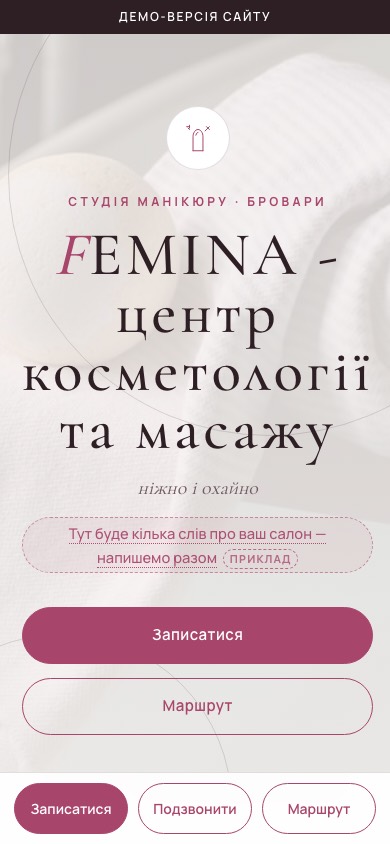 ДЕМО-ВЕРСІЯ САЙТУ
СТУДІЯ МАНІКЮРУ · БРОВАРИ
FEMINA -
центр
косметології
та масажу
ніжно і охайно
Тут буде кілька слів про ваш салон —
напишемо разом ПРИКЛАД
Записатися
Маршрут
Записатися Подзвонити Маршрут